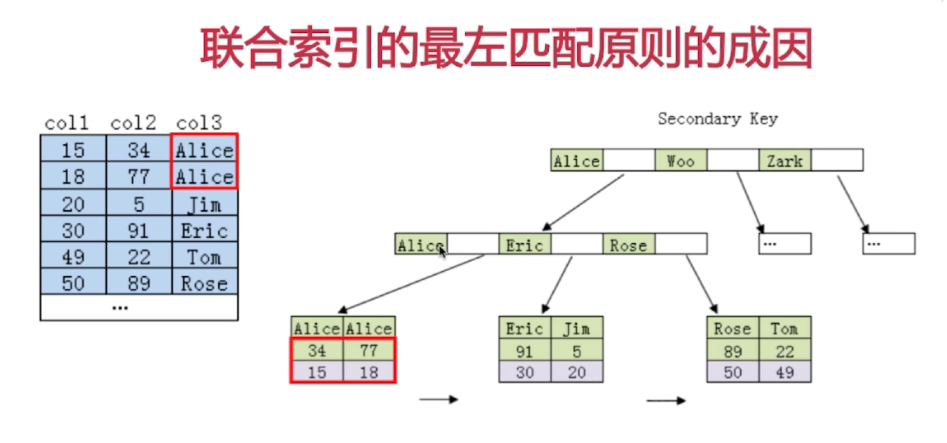 联合索引的最左匹配原则的成因
col1 col2 col3
15 34 Alice
18 77 Alice
20 5 Jim
30 91 Eric
49 22 Tom
50 89 Rose
...
Secondary Key
Alice Woo Zark
Alice Eric Rose
...
...
Alice Alice
34 77
15 18
Eric Jim
91 5
30 20
Rose Tom
89 22
50 49